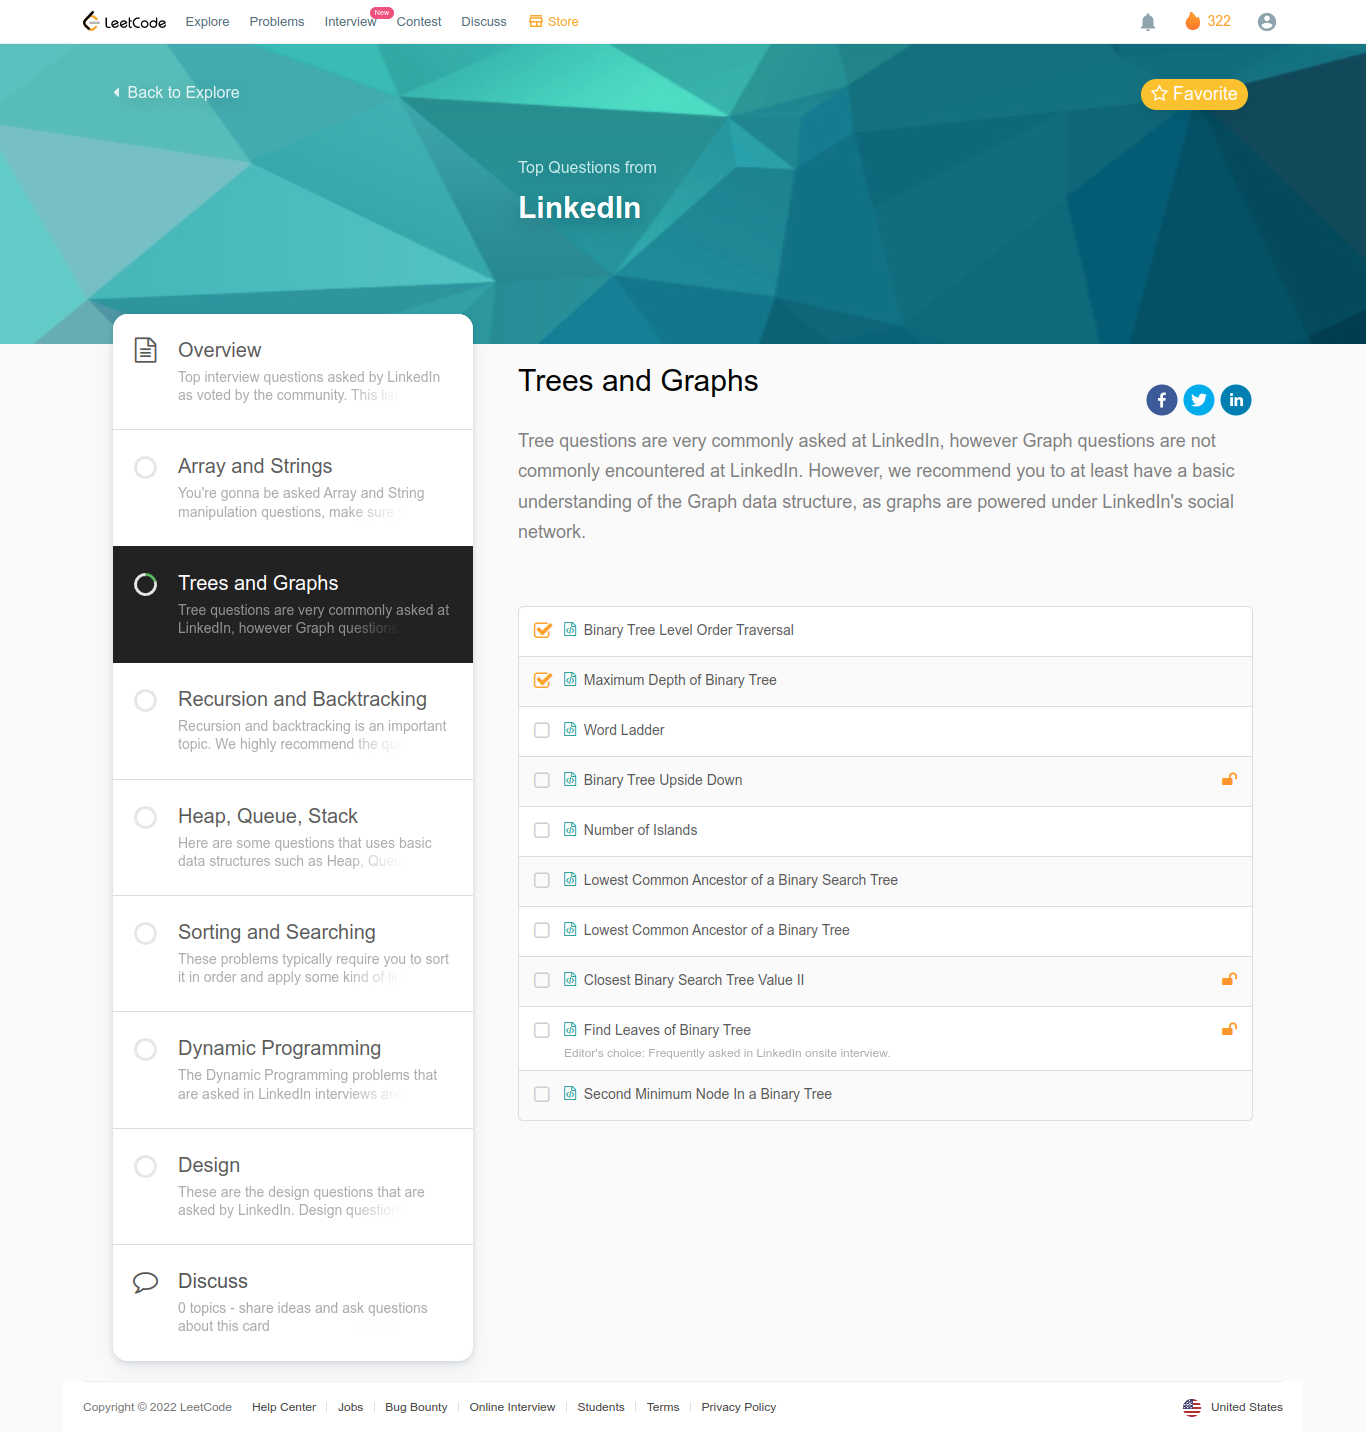 LeetCode Explore Problems Interview New Contest Discuss Store 322
Back to Explore
Favorite
Top Questions from
LinkedIn
Overview
Top interview questions asked by LinkedIn
as voted by the community. This list
Array and Strings
You're gonna be asked Array and String
manipulation questions, make sure
Trees and Graphs
Tree questions are very commonly asked at
LinkedIn, however Graph questions
Recursion and Backtracking
Recursion and backtracking is an important
topic. We highly recommend the
Heap, Queue, Stack
Here are some questions that uses basic
data structures such as Heap,
Sorting and Searching
These problems typically require you to sort
it in order and apply some kind of
Dynamic Programming
The Dynamic Programming problems that
are asked in LinkedIn interviews are
Design
These are the design questions that are
asked by LinkedIn. Design
Discuss
0 topics - share ideas and ask questions
about this card
Trees and Graphs
Tree questions are very commonly asked at LinkedIn, however Graph questions are not
commonly encountered at LinkedIn. However, we recommend you to at least have a basic
understanding of the Graph data structure, as graphs are powered under LinkedIn's social
network.
Binary Tree Level Order Traversal
Maximum Depth of Binary Tree
Word Ladder
Binary Tree Upside Down
Number of Islands
Lowest Common Ancestor of a Binary Search Tree
Lowest Common Ancestor of a Binary Tree
Closest Binary Search Tree Value II
Find Leaves of Binary Tree
Editor's choice: Frequently asked in LinkedIn onsite interview.
Second Minimum Node In a Binary Tree
Copyright © 2022 LeetCode Help Center Jobs Bug Bounty Online Interview Students Terms Privacy Policy United States